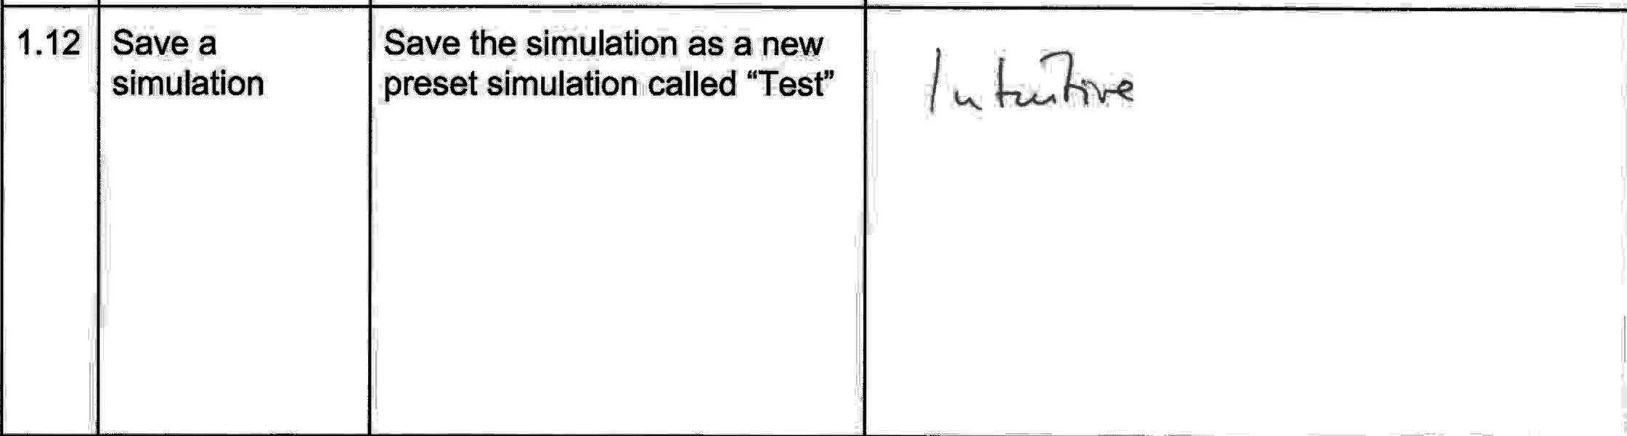 1.12
Save a
simulation
Save the simulation as a new
preset simulation called “Test”
Intuitive